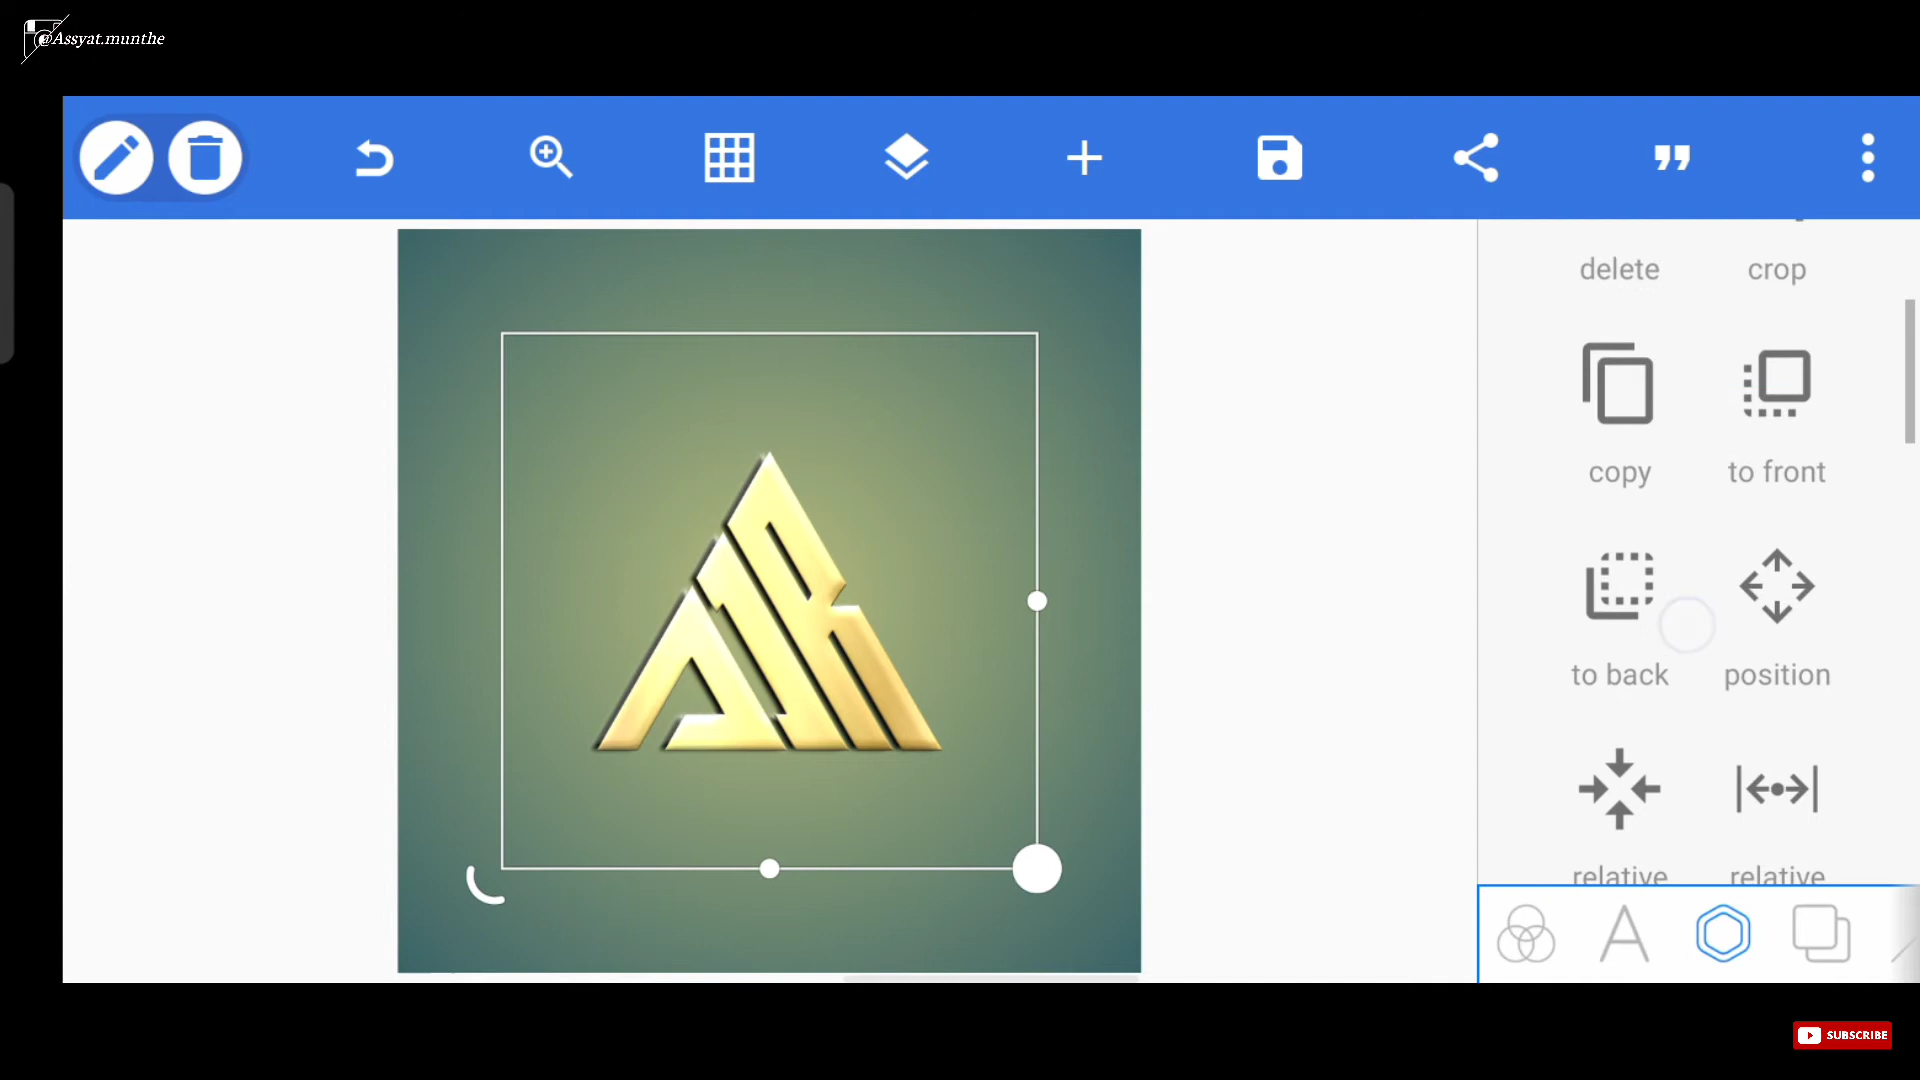 @Assyat.munthe
delete crop
copy to front
to back position
relative relative
SUBSCRIBE